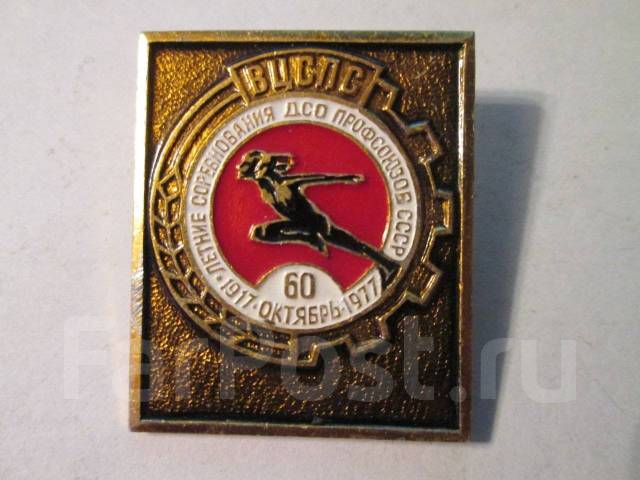 ВЦСПС
ЛЕТНИЕ СОРЕВНОВАНИЯ ДСО ПРОФСОЮЗОВ СССР
60
1917·ОКТЯБРЬ·1977
FarPost.ru